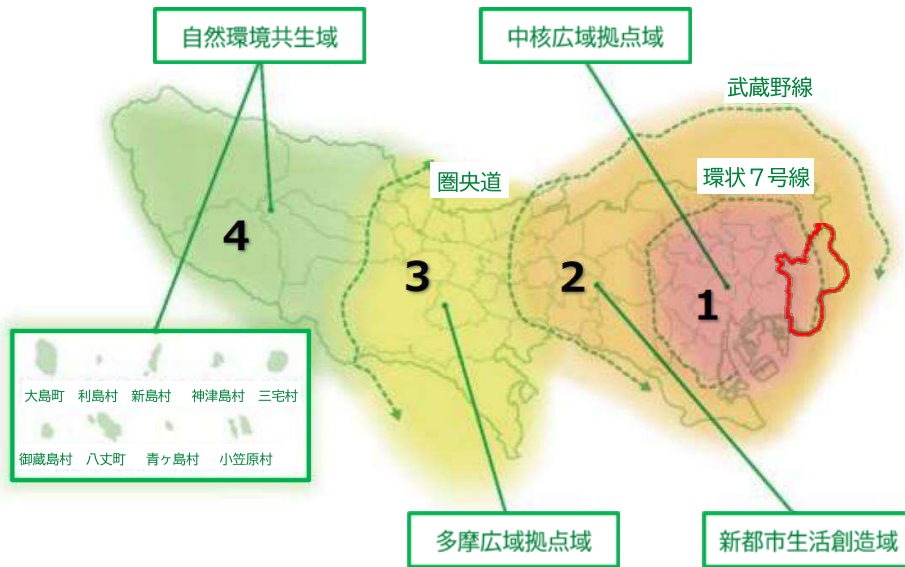 自然環境共生域
中核広域拠点域
武蔵野線
圏央道
環状７号線
4
3
2
1
大島町
利島村
新島村
神津島村
三宅村
御蔵島村
八丈町
青ヶ島村
小笠原村
多摩広域拠点域
新都市生活創造域